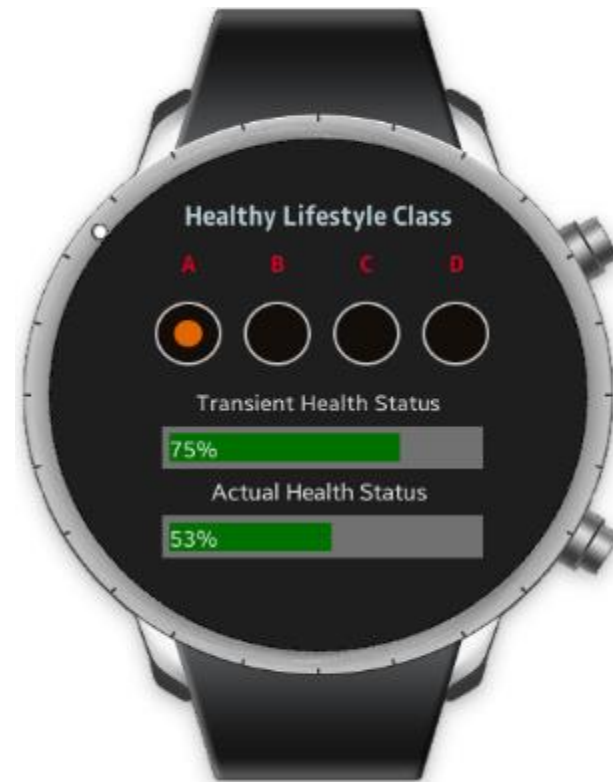 Healthy Lifestyle Class
A B C D
Transient Health Status
75%
Actual Health Status
53%